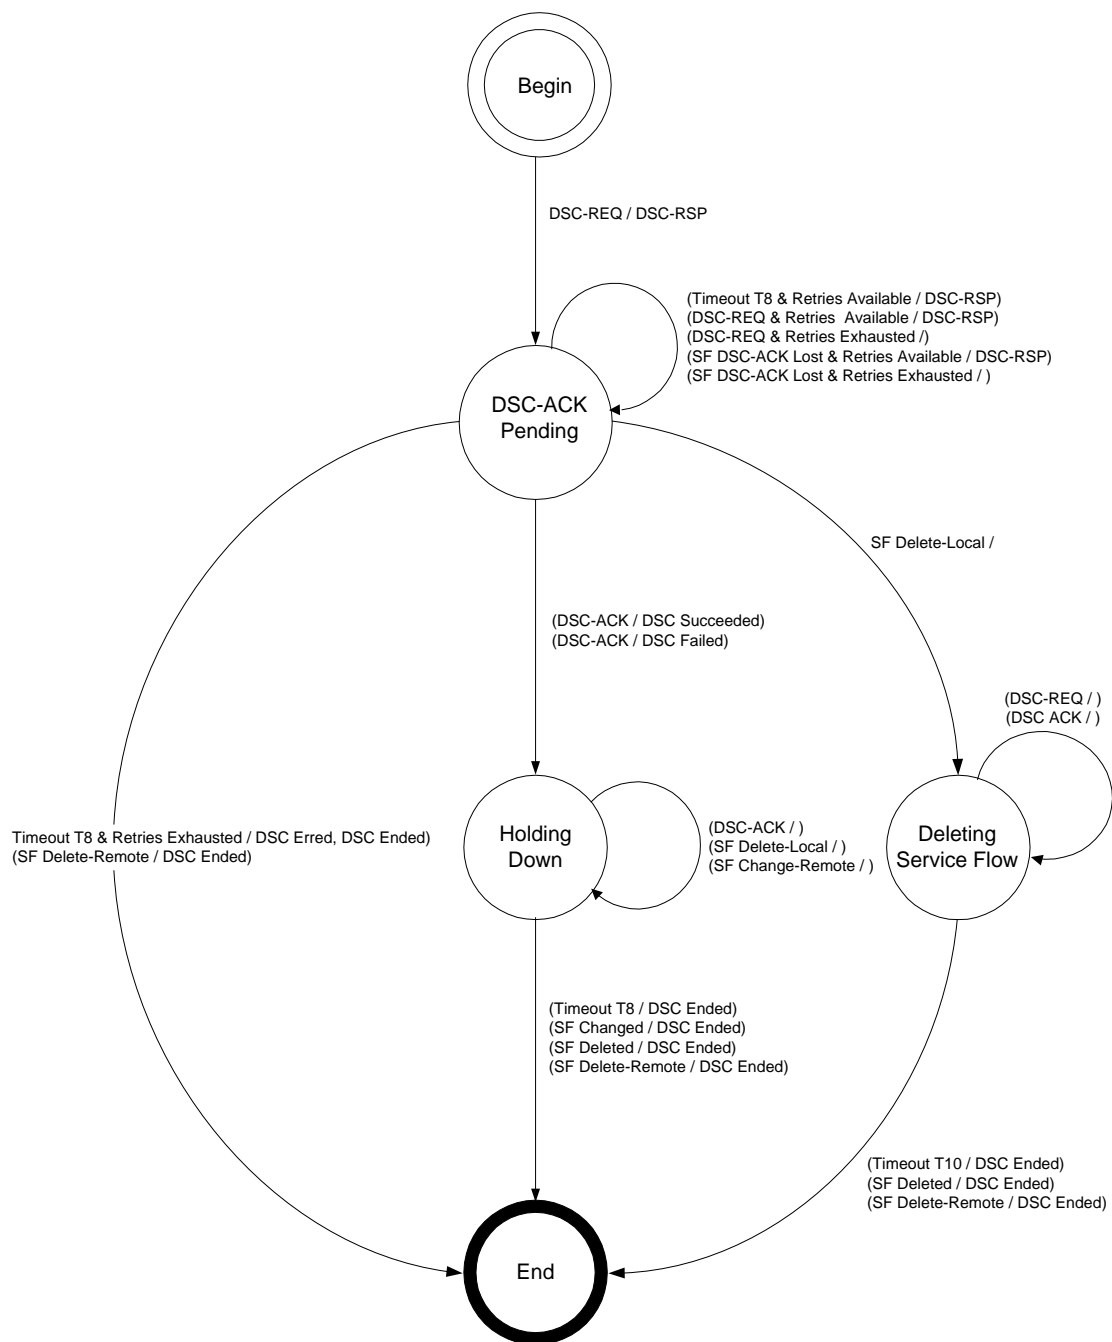 Begin
DSC-REQ / DSC-RSP
(Timeout T8 & Retries Available / DSC-RSP)
(DSC-REQ & Retries  Available / DSC-RSP)
(DSC-REQ & Retries Exhausted /)
(SF DSC-ACK Lost & Retries Available / DSC-RSP)
(SF DSC-ACK Lost & Retries Exhausted / )
DSC-ACK
Pending
SF Delete-Local /
(DSC-ACK / DSC Succeeded)
(DSC-ACK / DSC Failed)
(DSC-REQ / )
(DSC ACK / )
Timeout T8 & Retries Exhausted / DSC Erred, DSC Ended)
(SF Delete-Remote / DSC Ended)
Holding
Down
(DSC-ACK / )
(SF Delete-Local / )
(SF Change-Remote / )
Deleting
Service Flow
(Timeout T8 / DSC Ended)
(SF Changed / DSC Ended)
(SF Deleted / DSC Ended)
(SF Delete-Remote / DSC Ended)
(Timeout T10 / DSC Ended)
(SF Deleted / DSC Ended)
(SF Delete-Remote / DSC Ended)
End